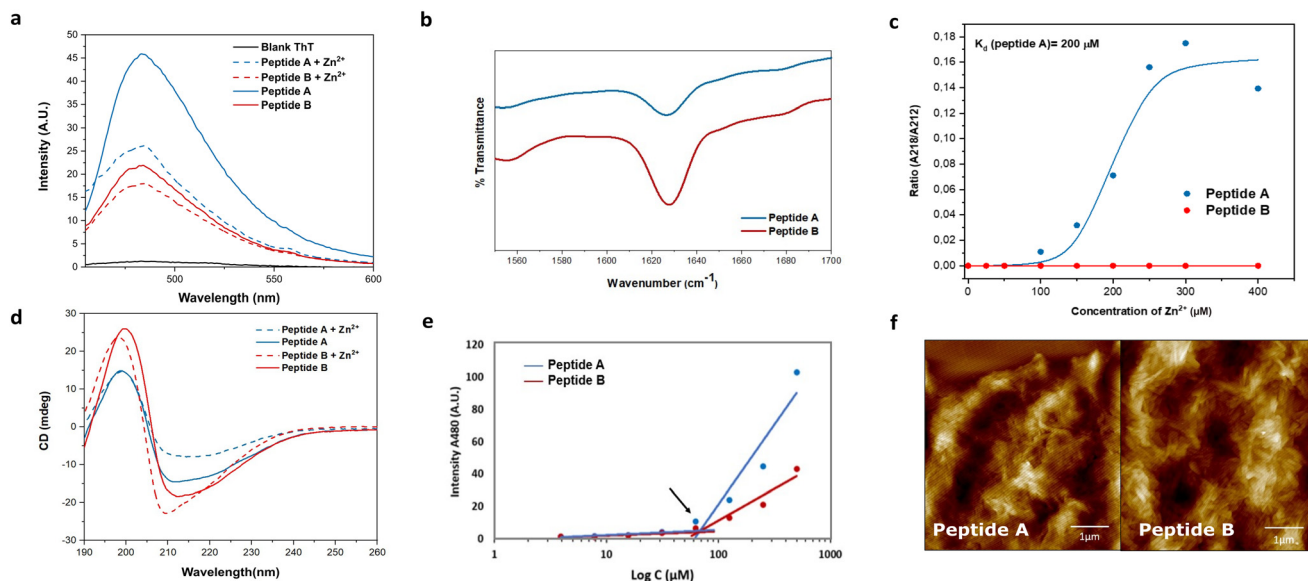 a
Intensity (A.U.)
50
45
40
35
30
25
20
15
10
5
0
Blank ThT
Peptide A + Zn²⁺
Peptide B + Zn²⁺
Peptide A
Peptide B
500 550 600
Wavelength (nm)
b
% Transmittance
Peptide A
Peptide B
1560 1580 1600 1620 1640 1660 1680 1700
Wavenumber (cm⁻¹)
c
Ratio (A218/A212)
0,18
0,16
0,14
0,12
0,10
0,08
0,06
0,04
0,02
0,00
K_d (peptide A)= 200 µM
Peptide A
Peptide B
0 100 200 300 400
Concentration of Zn²⁺ (µM)
d
CD (mdeg)
30
20
10
0
-10
-20
-30
Peptide A + Zn²⁺
Peptide A
Peptide B + Zn²⁺
Peptide B
190 200 210 220 230 240 250 260
Wavelength(nm)
e
Intensity A480 (A.U.)
120
100
80
60
40
20
0
Peptide A
Peptide B
1 10 100 1000
Log C (µM)
f
Peptide A
1µm
Peptide B
1µm